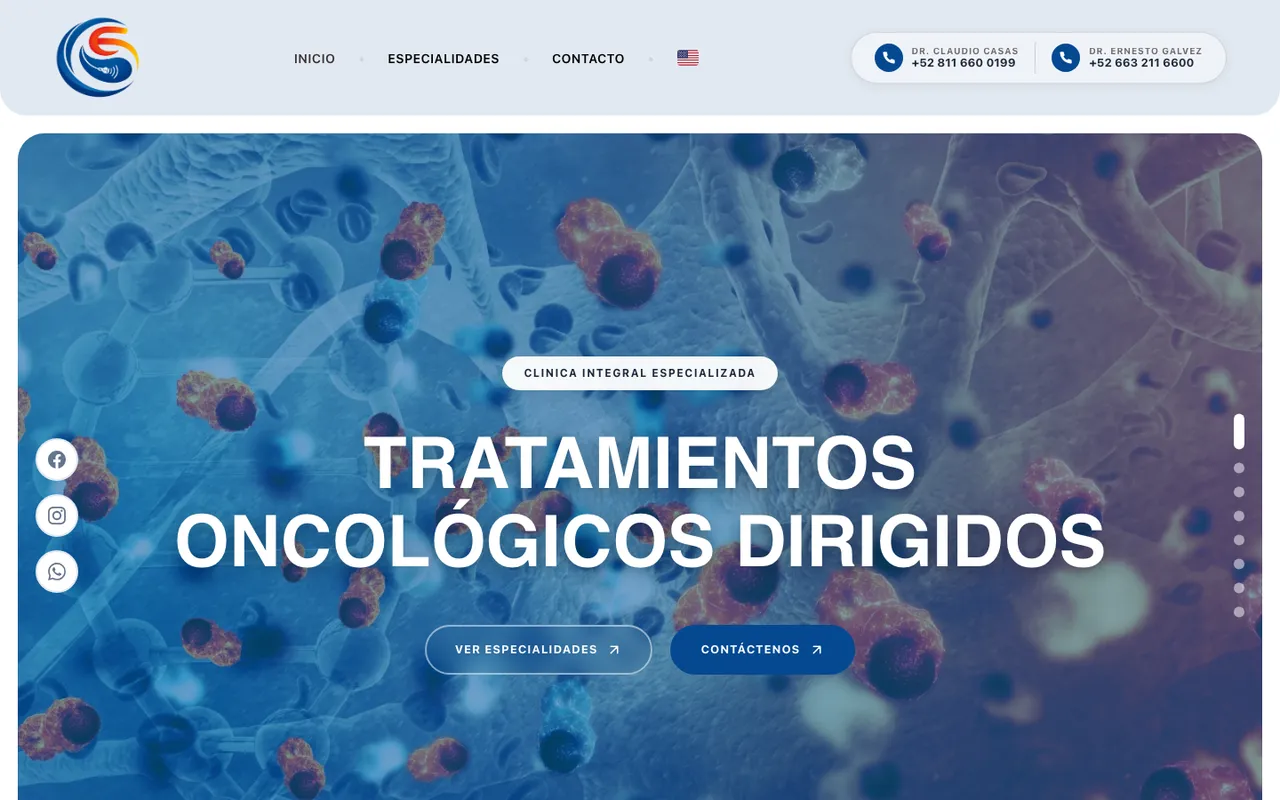 INICIO
ESPECIALIDADES
CONTACTO
DR. CLAUDIO CASAS
+52 811 660 0199
DR. ERNESTO GALVEZ
+52 663 211 6600
CLINICA INTEGRAL ESPECIALIZADA
TRATAMIENTOS
ONCOLÓGICOS DIRIGIDOS
VER ESPECIALIDADES
CONTÁCTENOS